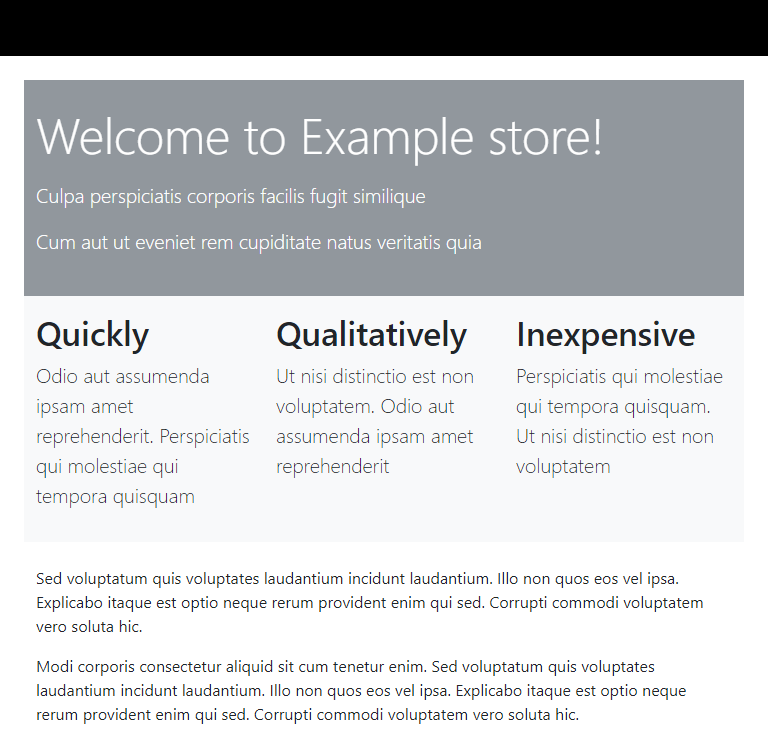 Welcome to Example store!
Culpa perspiciatis corporis facilis fugit similique
Cum aut ut eveniet rem cupiditate natus veritatis quia
Quickly
Odio aut assumenda
ipsam amet
reprehenderit. Perspiciatis
qui molestiae qui
tempora quisquam
Qualitatively
Ut nisi distinctio est non
voluptatem. Odio aut
assumenda ipsam amet
reprehenderit
Inexpensive
Perspiciatis qui molestiae
qui tempora quisquam.
Ut nisi distinctio est non
voluptatem
Sed voluptatum quis voluptates laudantium incidunt laudantium. Illo non quos eos vel ipsa.
Explicabo itaque est optio neque rerum provident enim qui sed. Corrupti commodi voluptatem
vero soluta hic.
Modi corporis consectetur aliquid sit cum tenetur enim. Sed voluptatum quis voluptates
laudantium incidunt laudantium. Illo non quos eos vel ipsa. Explicabo itaque est optio neque
rerum provident enim qui sed. Corrupti commodi voluptatem vero soluta hic.